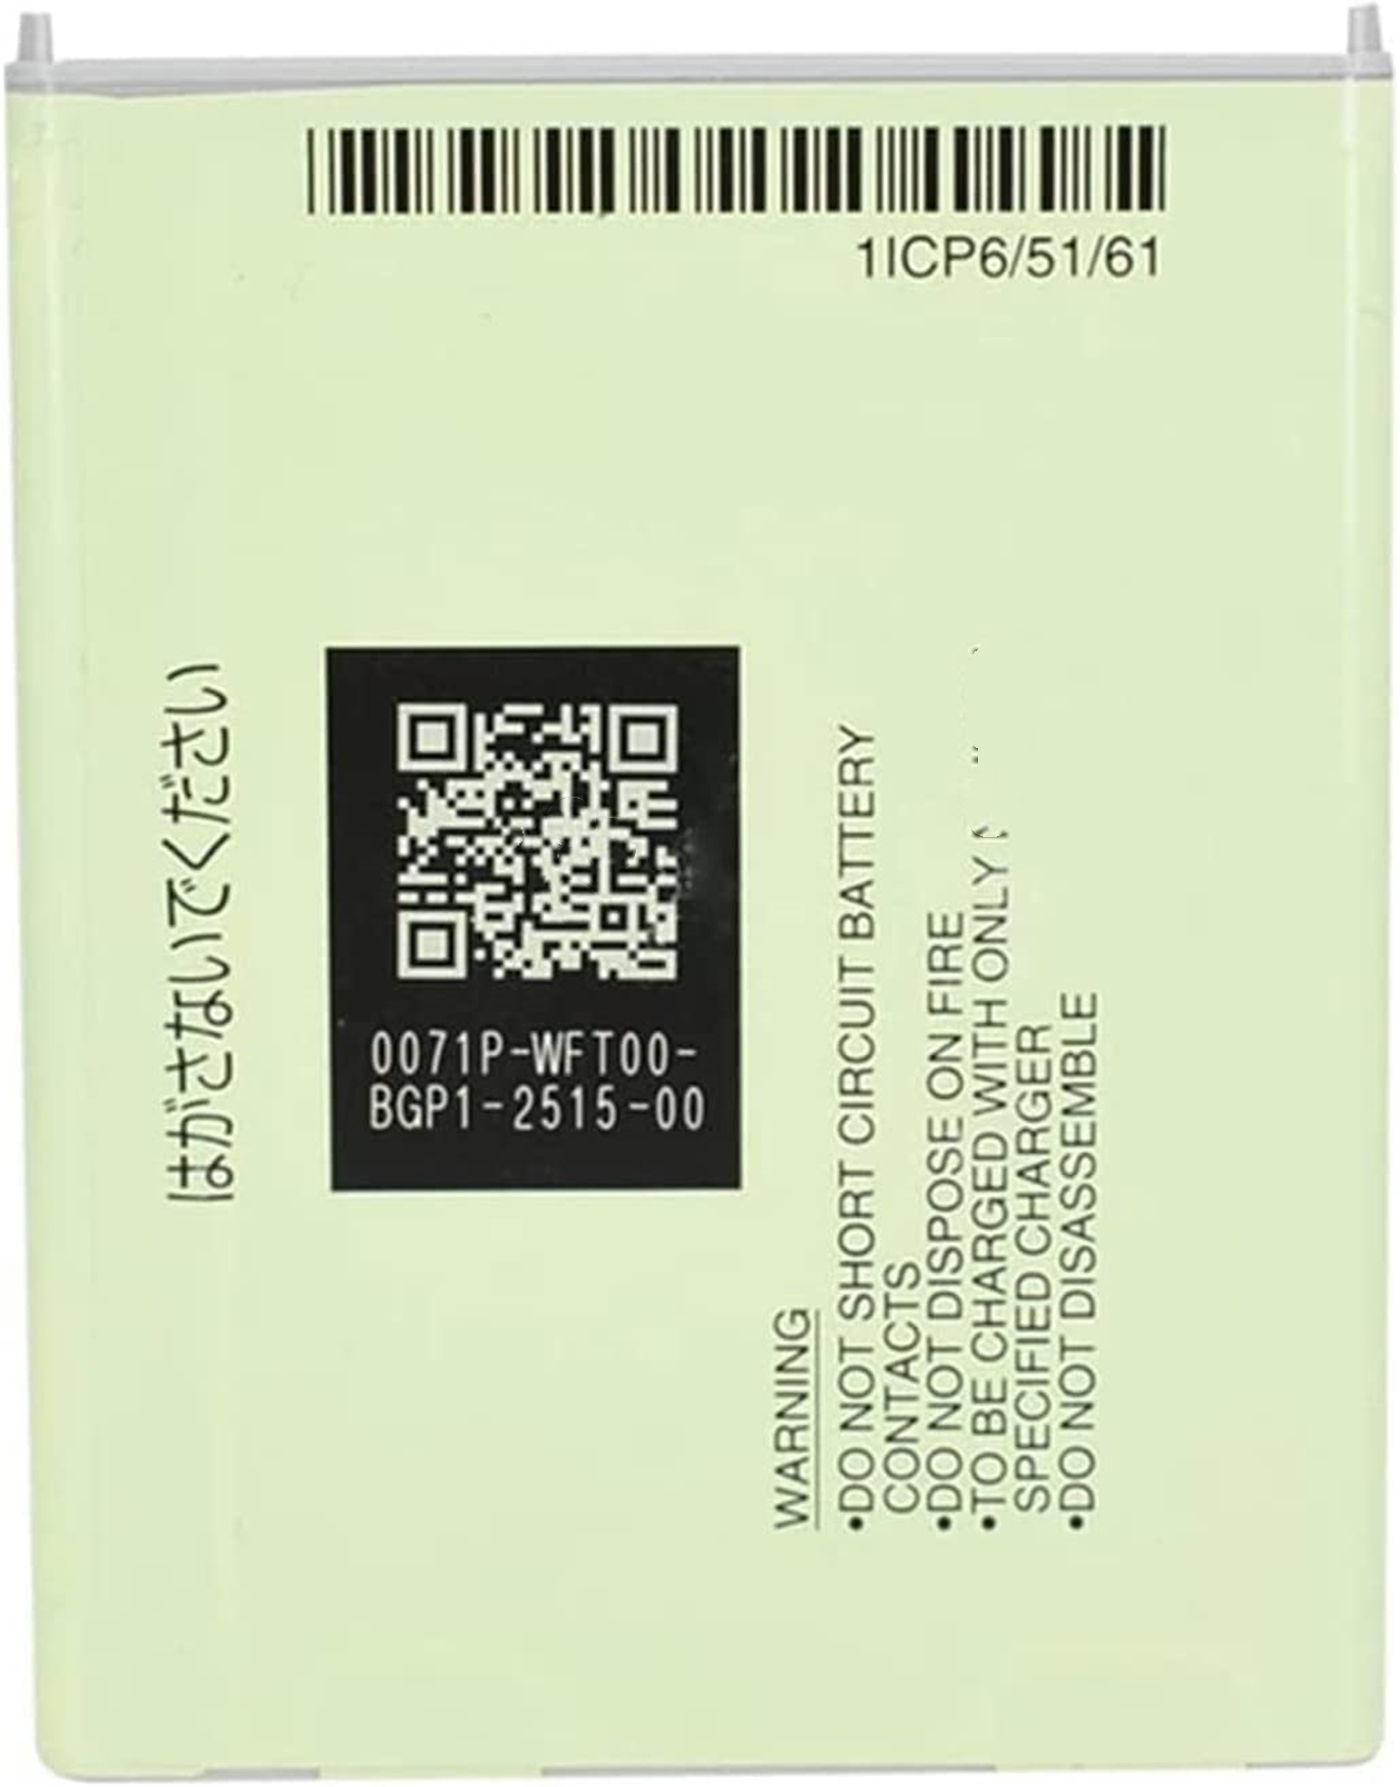 1ICP6/51/61
はがさないでください
0071P-WFT00-
BGP1-2515-00
WARNING
•DO NOT SHORT CIRCUIT BATTERY
CONTACTS
•DO NOT DISPOSE ON FIRE
•TO BE CHARGED WITH ONLY
SPECIFIED CHARGER
•DO NOT DISASSEMBLE